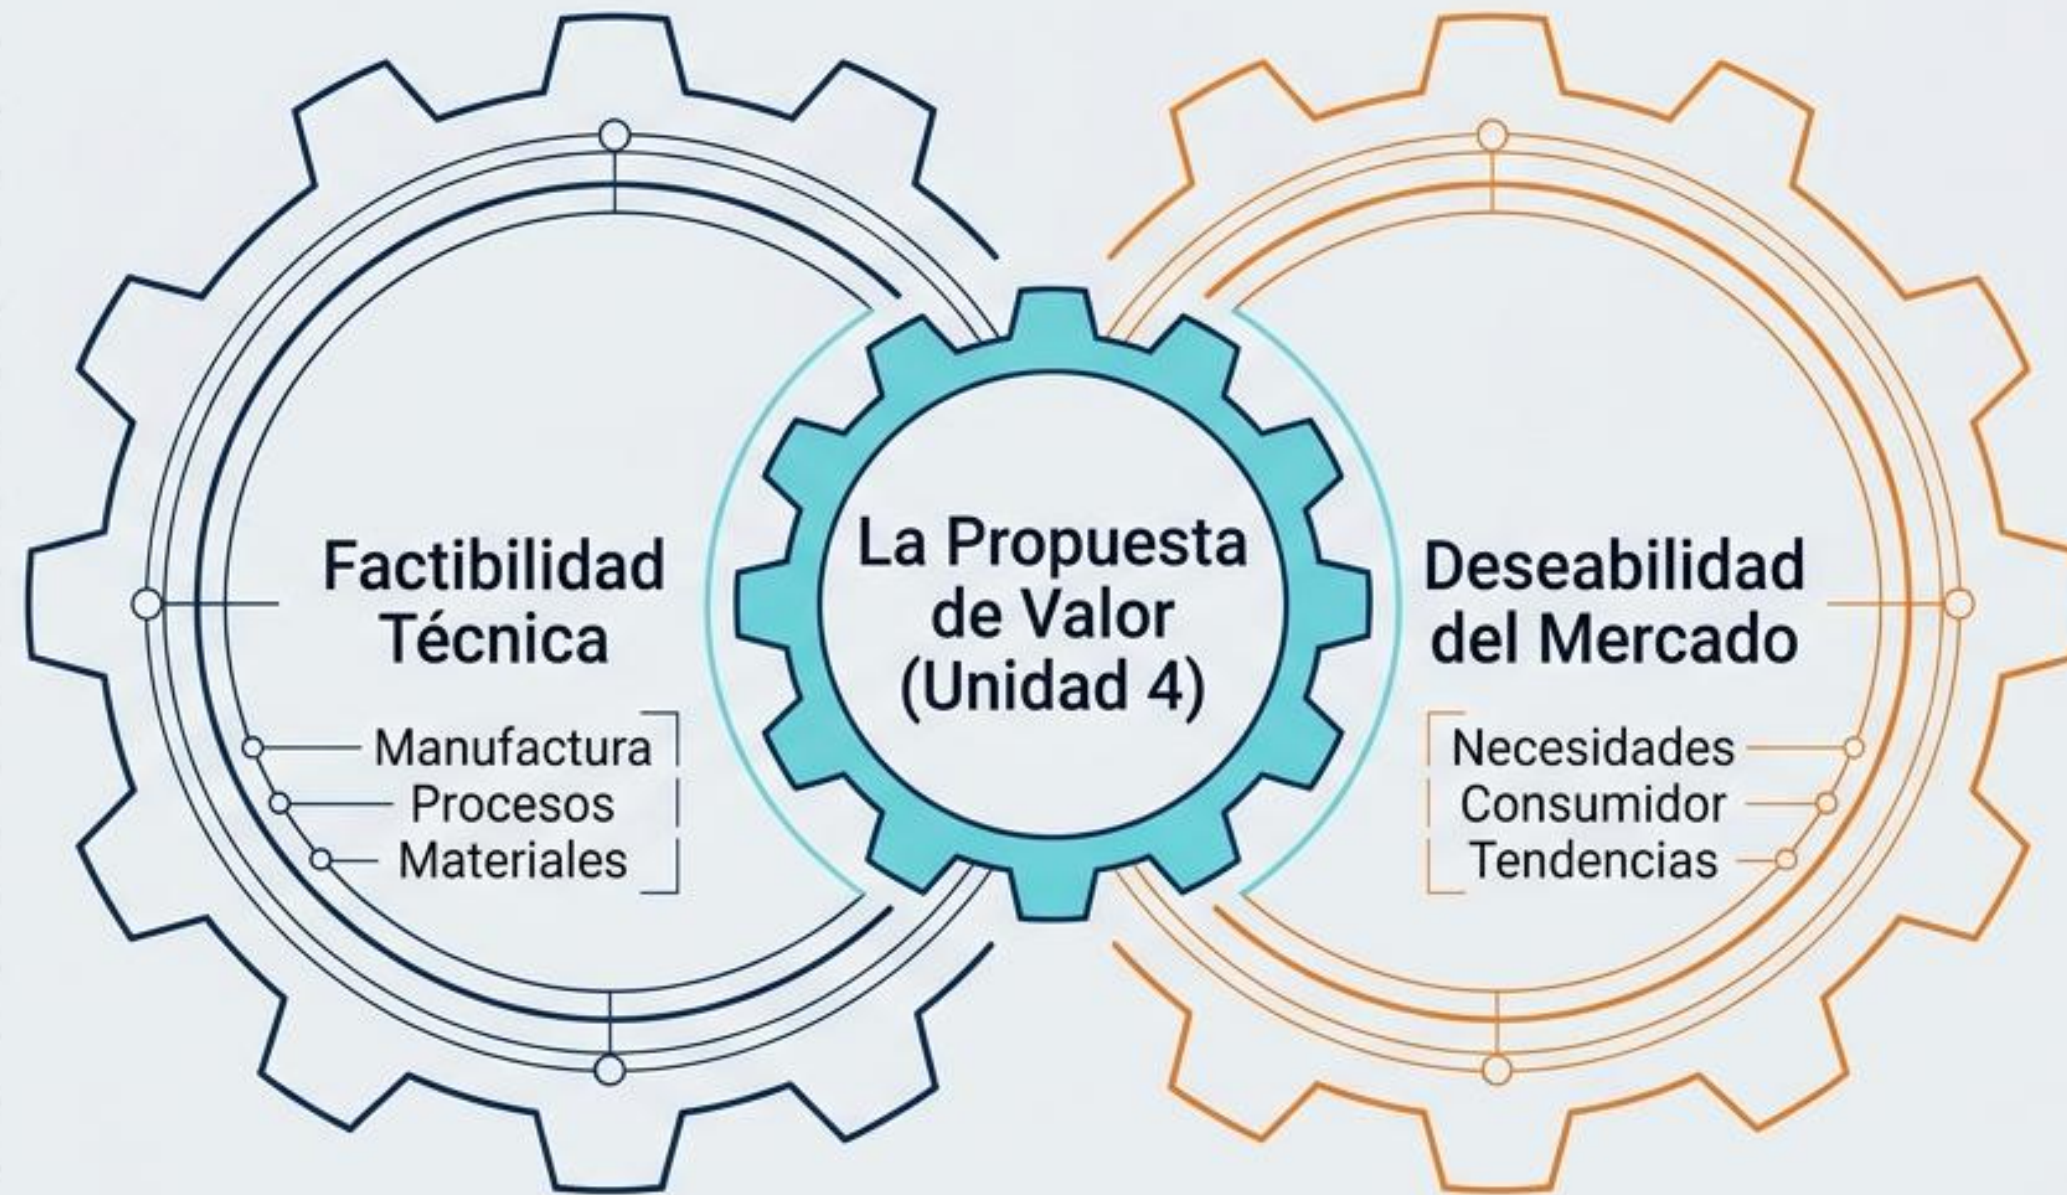 Factibilidad
Técnica
Manufactura
Procesos
Materiales
La Propuesta
de Valor
(Unidad 4)
Deseabilidad
del Mercado
Necesidades
Consumidor
Tendencias